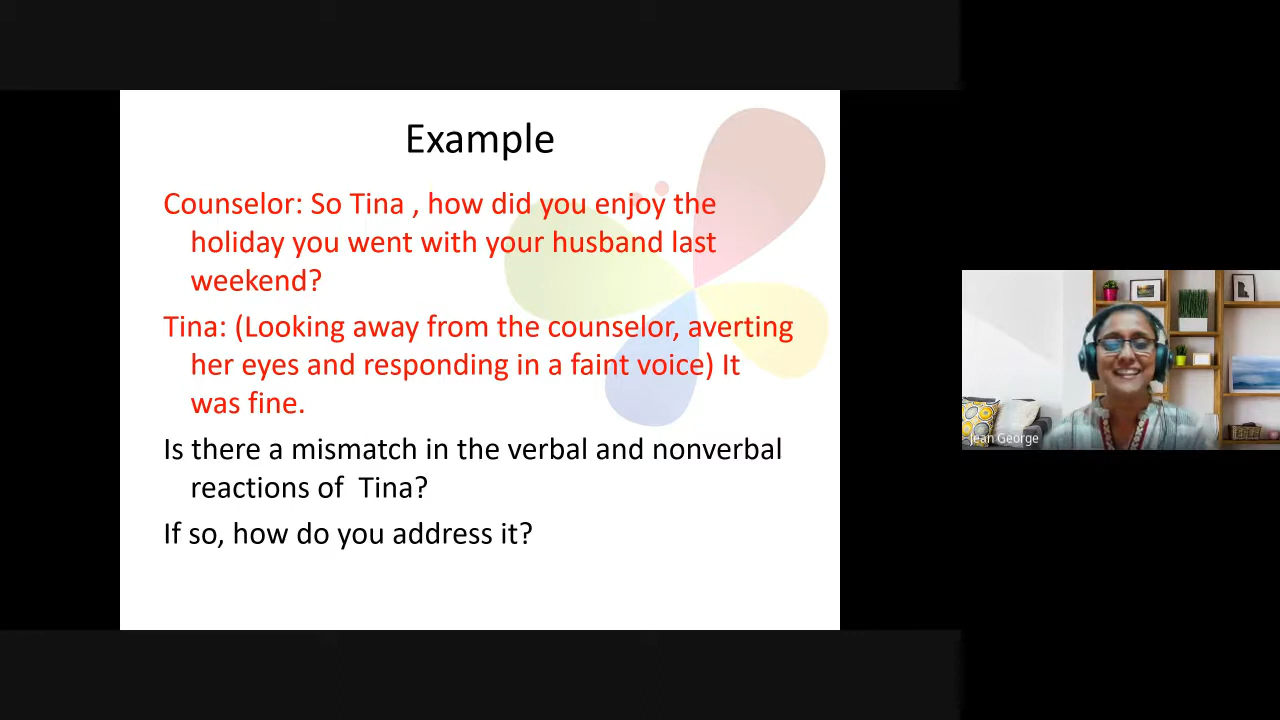 Example
Counselor: So Tina , how did you enjoy the
holiday you went with your husband last
weekend?
Tina: (Looking away from the counselor, averting
her eyes and responding in a faint voice) It
was fine.
Is there a mismatch in the verbal and nonverbal
reactions of Tina?
If so, how do you address it?
Jean George